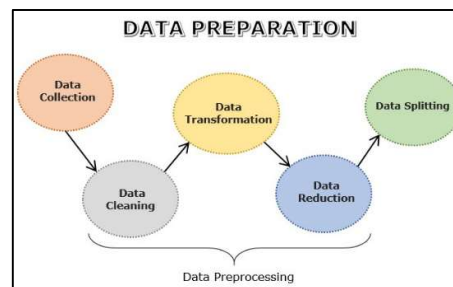 DATA PREPARATION
Data
Collection
Data
Cleaning
Data
Transformation
Data
Reduction
Data Splitting
Data Preprocessing